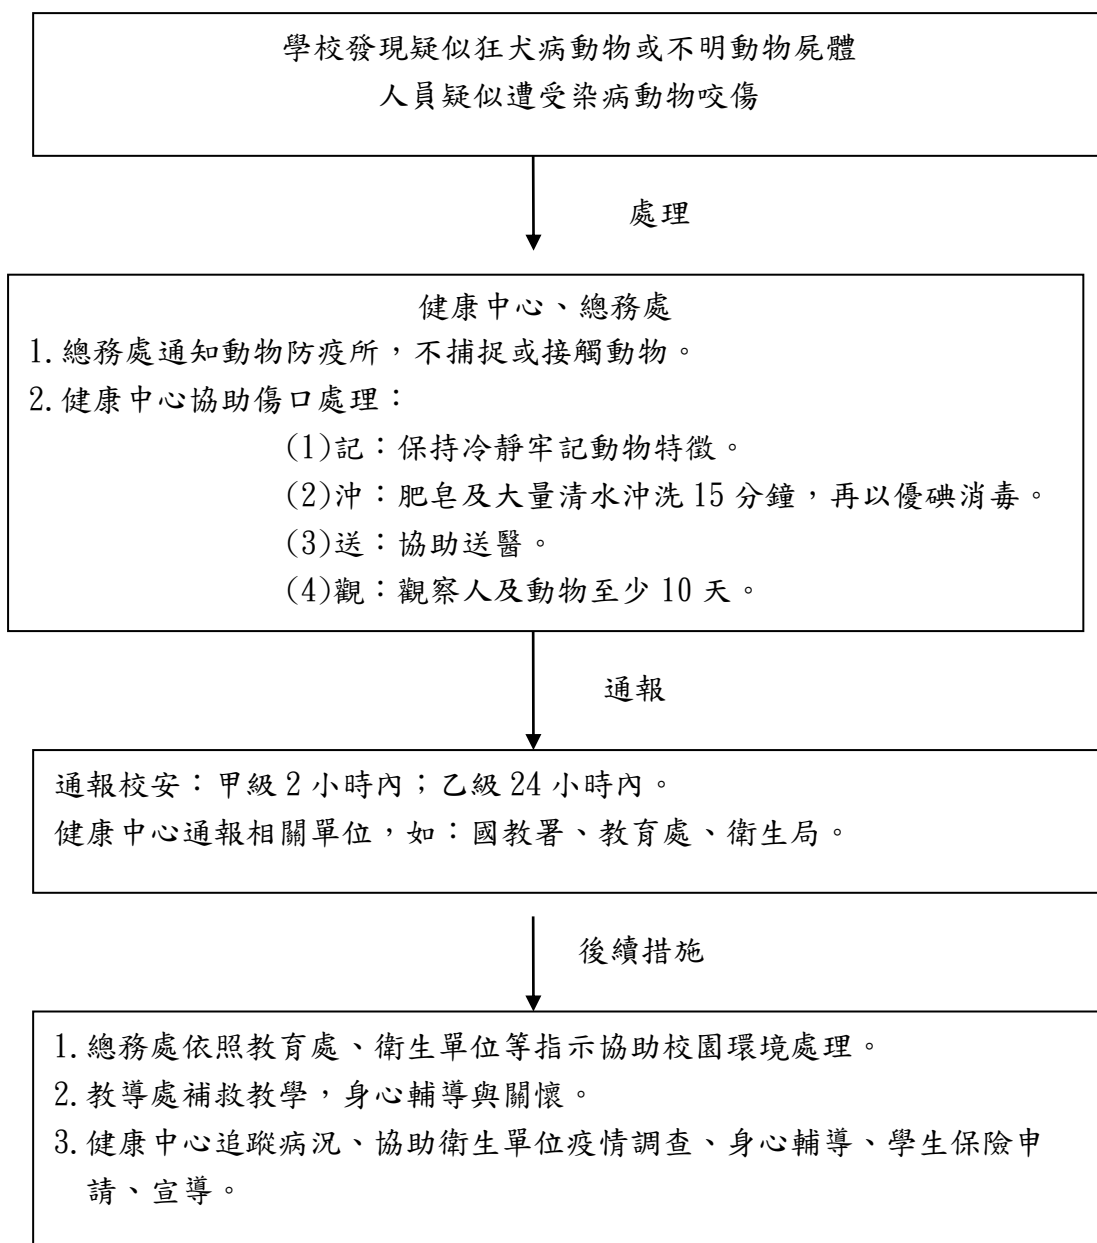 學校發現疑似狂犬病動物或不明動物屍體
人員疑似遭受染病動物咬傷
處理
健康中心、總務處
1.總務處通知動物防疫所，不捕捉或接觸動物。
2.健康中心協助傷口處理：
(1)記：保持冷靜牢記動物特徵。
(2)沖：肥皂及大量清水沖洗 15 分鐘，再以優碘消毒。
(3)送：協助送醫。
(4)觀：觀察人及動物至少 10 天。
通報
通報校安：甲級 2 小時內；乙級 24 小時內。
健康中心通報相關單位，如：國教署、教育處、衛生局。
後續措施
1.總務處依照教育處、衛生單位等指示協助校園環境處理。
2.教導處補救教學，身心輔導與關懷。
3.健康中心追蹤病況、協助衛生單位疫情調查、身心輔導、學生保險申
請、宣導。